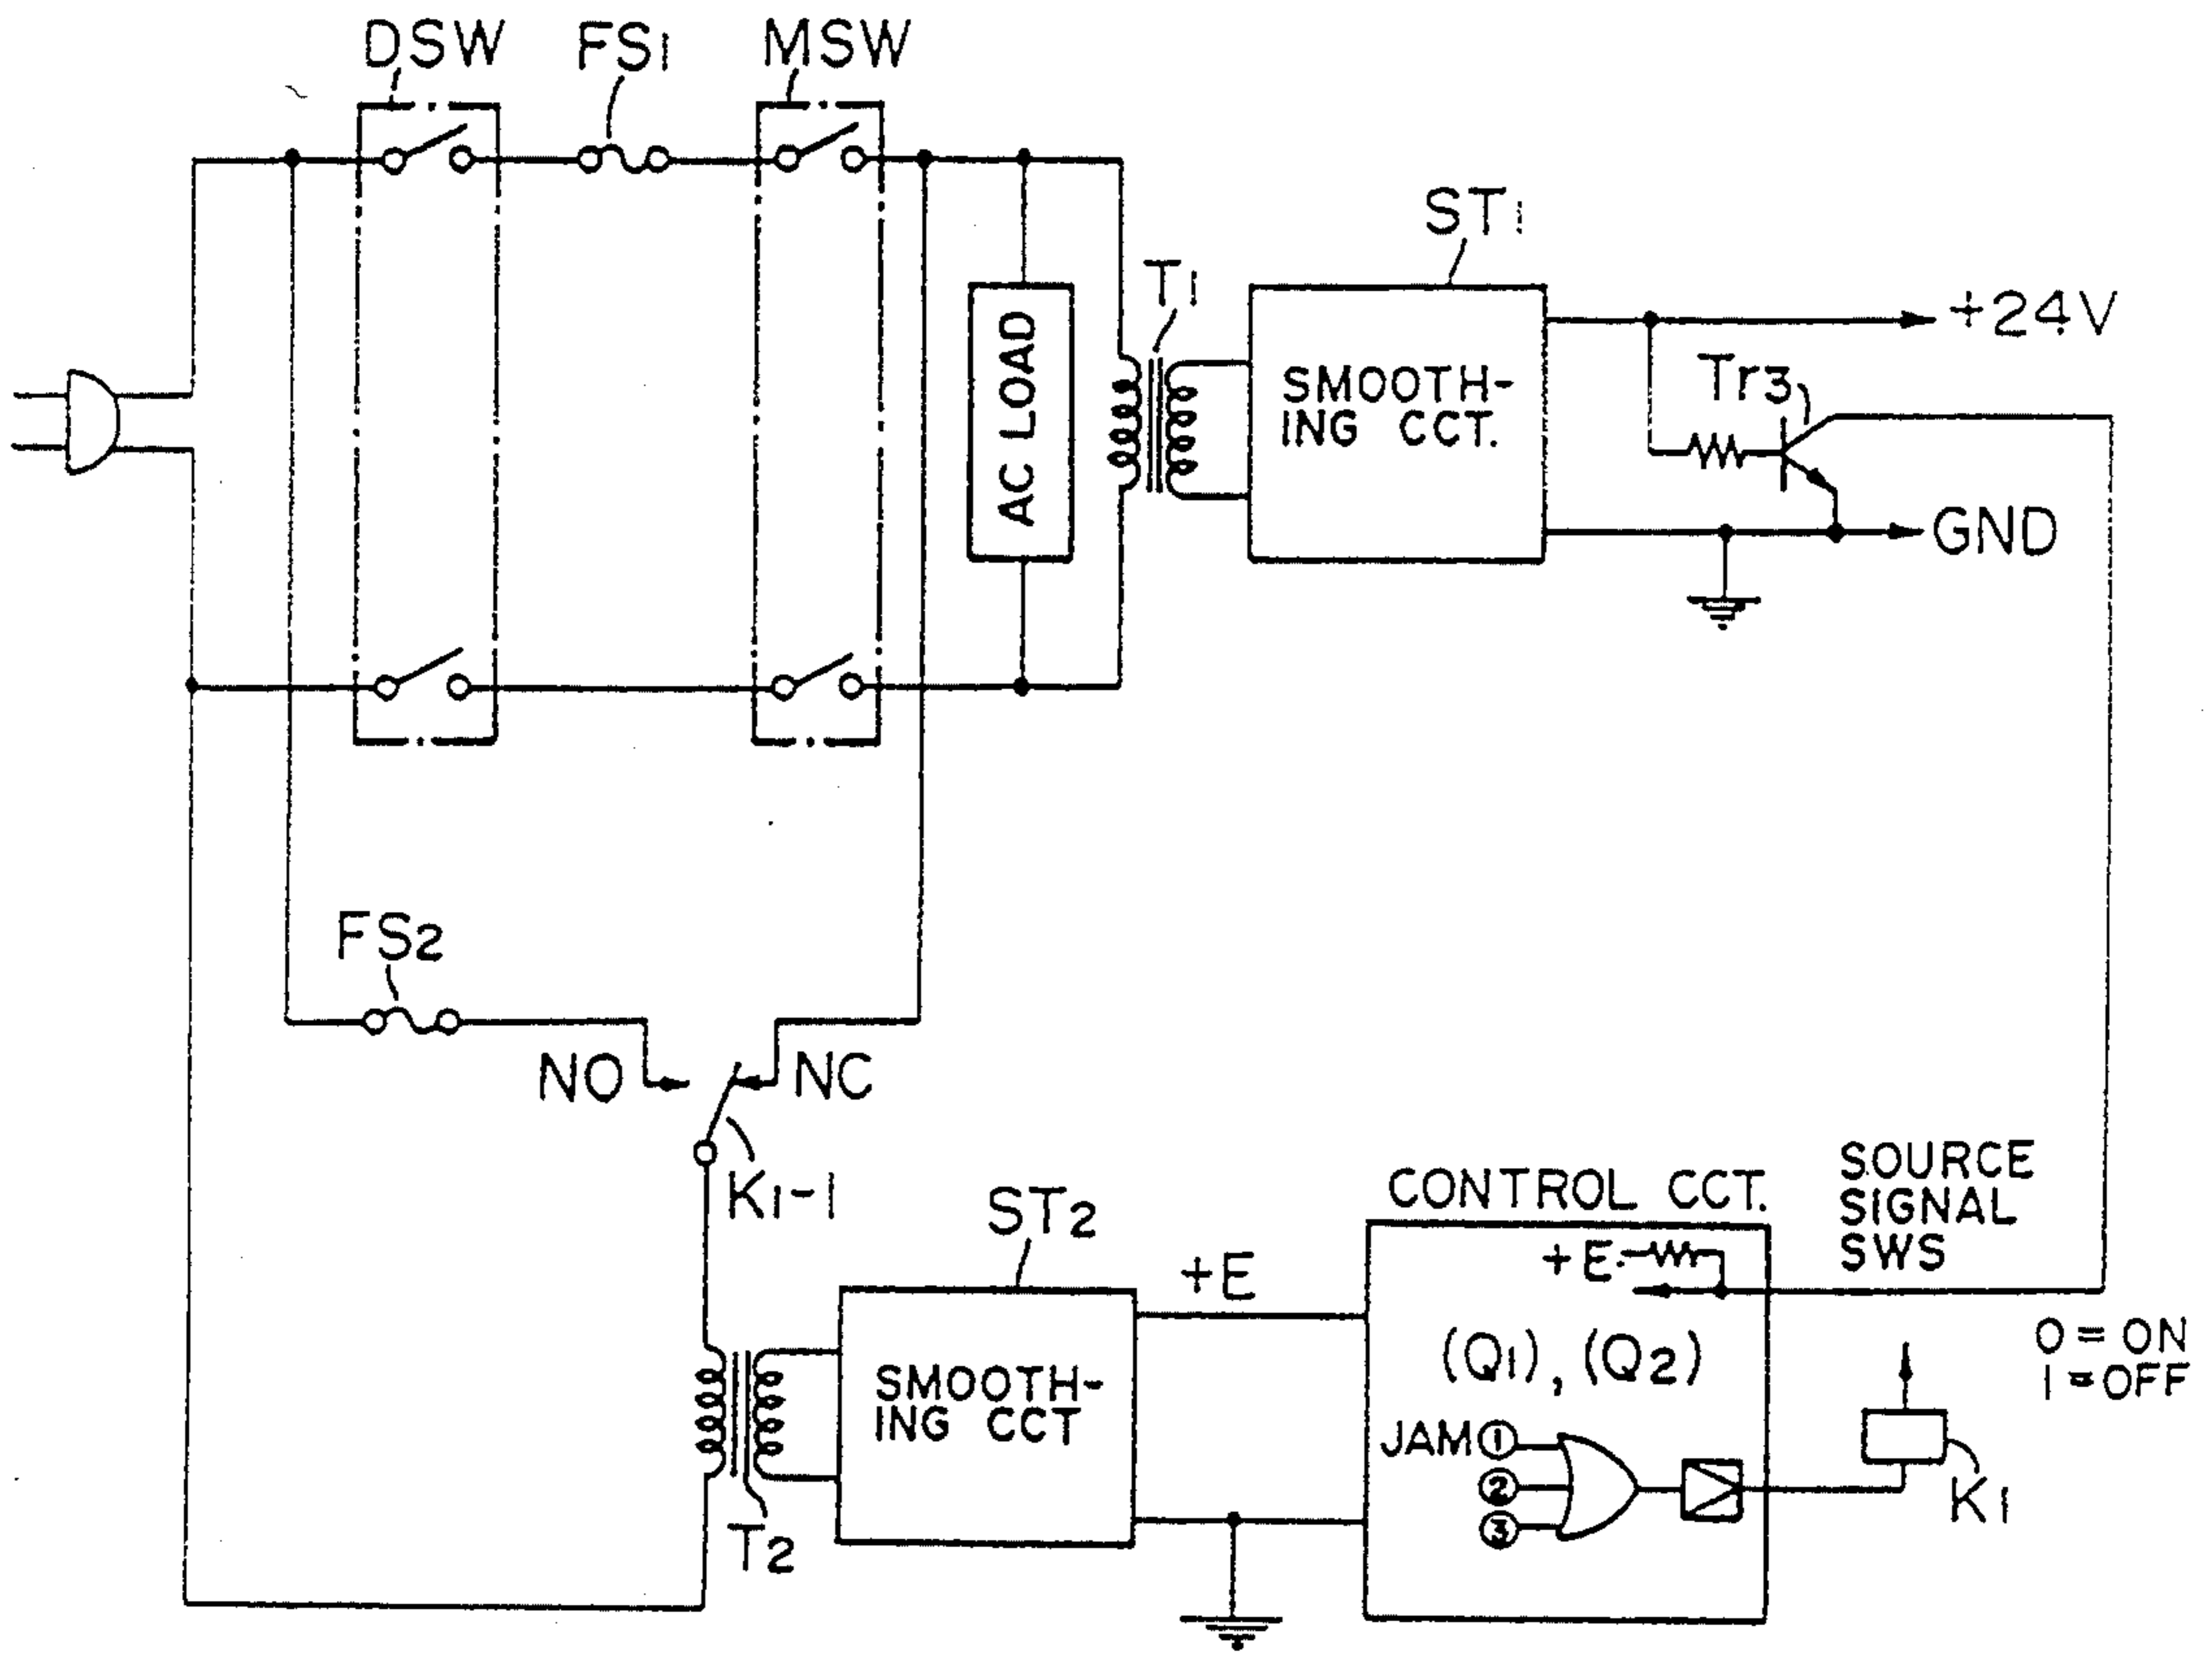 DSW
FS1
MSW
ST1
T1
+24V
SMOOTH-
ING CCT.
Tr3
AC LOAD
GND
FS2
NO
NC
K1-1
ST2
+E
CONTROL CCT.
SOURCE
SIGNAL
SWS
+E
0=ON
1=OFF
(Q1), (Q2)
SMOOTH-
ING CCT
JAM ①
②
③
K1
T2